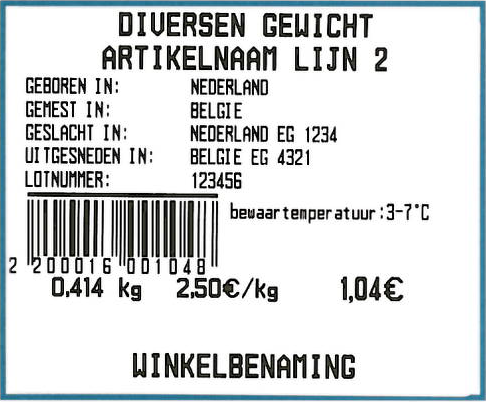 DIVERSEN GEWICHT
ARTIKELNAAM LIJN 2
GEBOREN IN: NEDERLAND
GEMEST IN: BELGIE
GESLACHT IN: NEDERLAND EG 1234
UITGESNEDEN IN: BELGIE EG 4321
LOTNUMMER: 123456
bewaartemperatuur:3-7°C
2 200016 001048
0,414 kg 2,50€/kg 1,04€
WINKELBENAMING